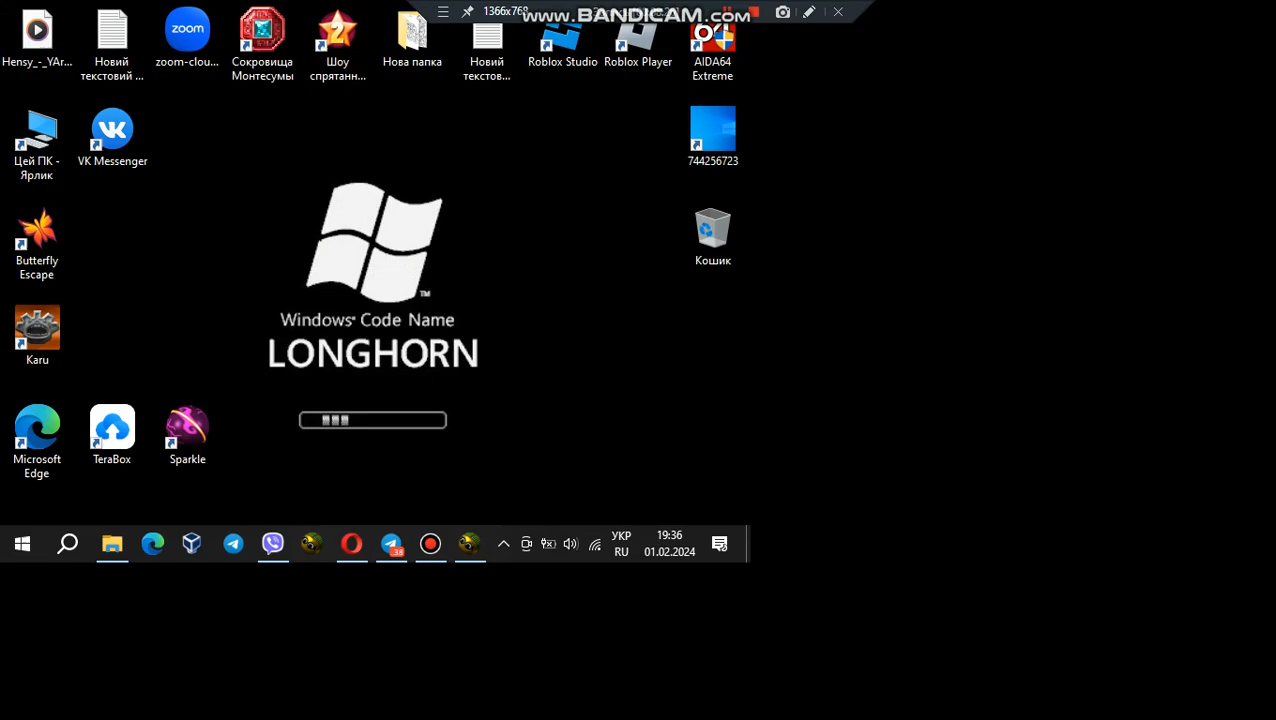 1366x768
www.BANDICAM.com
Hensy_-_YAr...
Новий
текстовий ...
zoom-clou...
Сокровища
Монтесумы
Шоу
спрятанн...
Нова папка
Новий
текстов...
Roblox Studio
Roblox Player
AIDA64
Extreme
Цей ПК -
Ярлик
VK Messenger
744256723
Butterfly
Escape
Кошик
Windows® Code Name
LONGHORN
TM
Karu
Microsoft
Edge
TeraBox
Sparkle
38
УКР
RU
19:36
01.02.2024